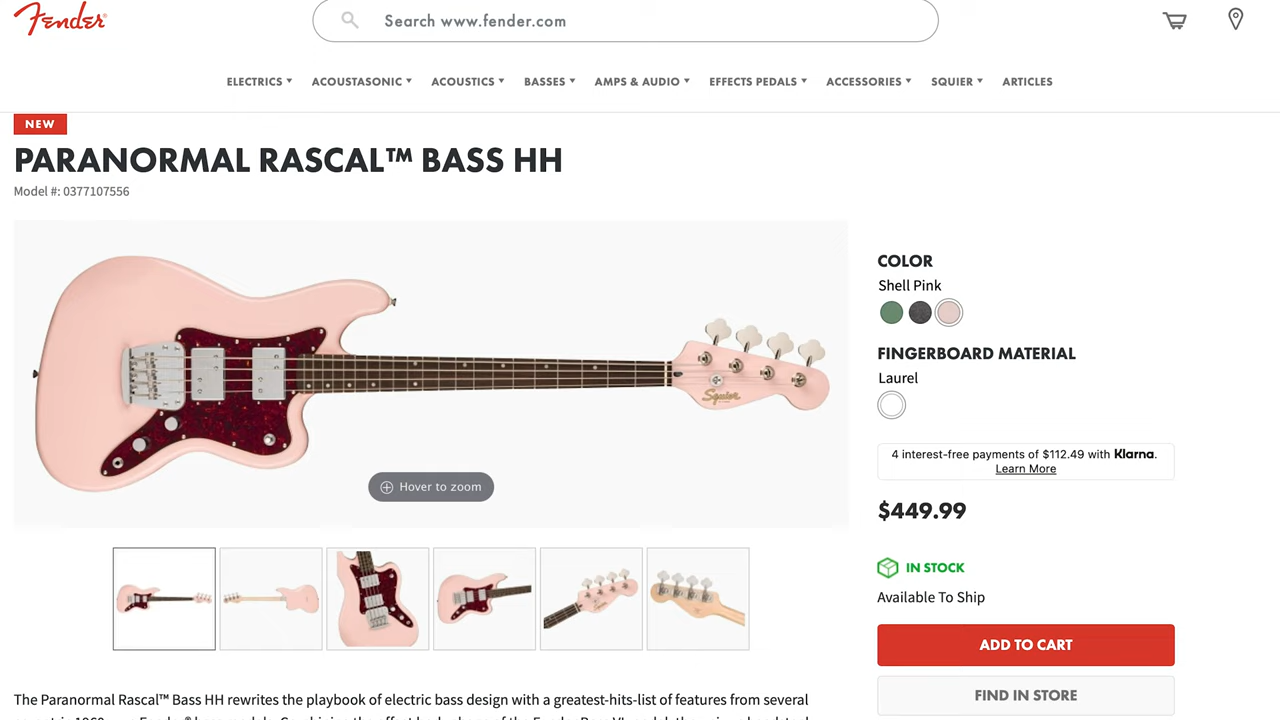 Fender
Search www.fender.com
ELECTRICS ACOUSTASONIC ACOUSTICS BASSES AMPS & AUDIO EFFECTS PEDALS ACCESSORIES SQUIER ARTICLES
NEW
PARANORMAL RASCAL™ BASS HH
Model #: 0377107556
Squier
Hover to zoom
COLOR
Shell Pink
FINGERBOARD MATERIAL
Laurel
4 interest-free payments of $112.49 with Klarna.
Learn More
$449.99
IN STOCK
Available To Ship
ADD TO CART
FIND IN STORE
The Paranormal Rascal™ Bass HH rewrites the playbook of electric bass design with a greatest-hits-list of features from several